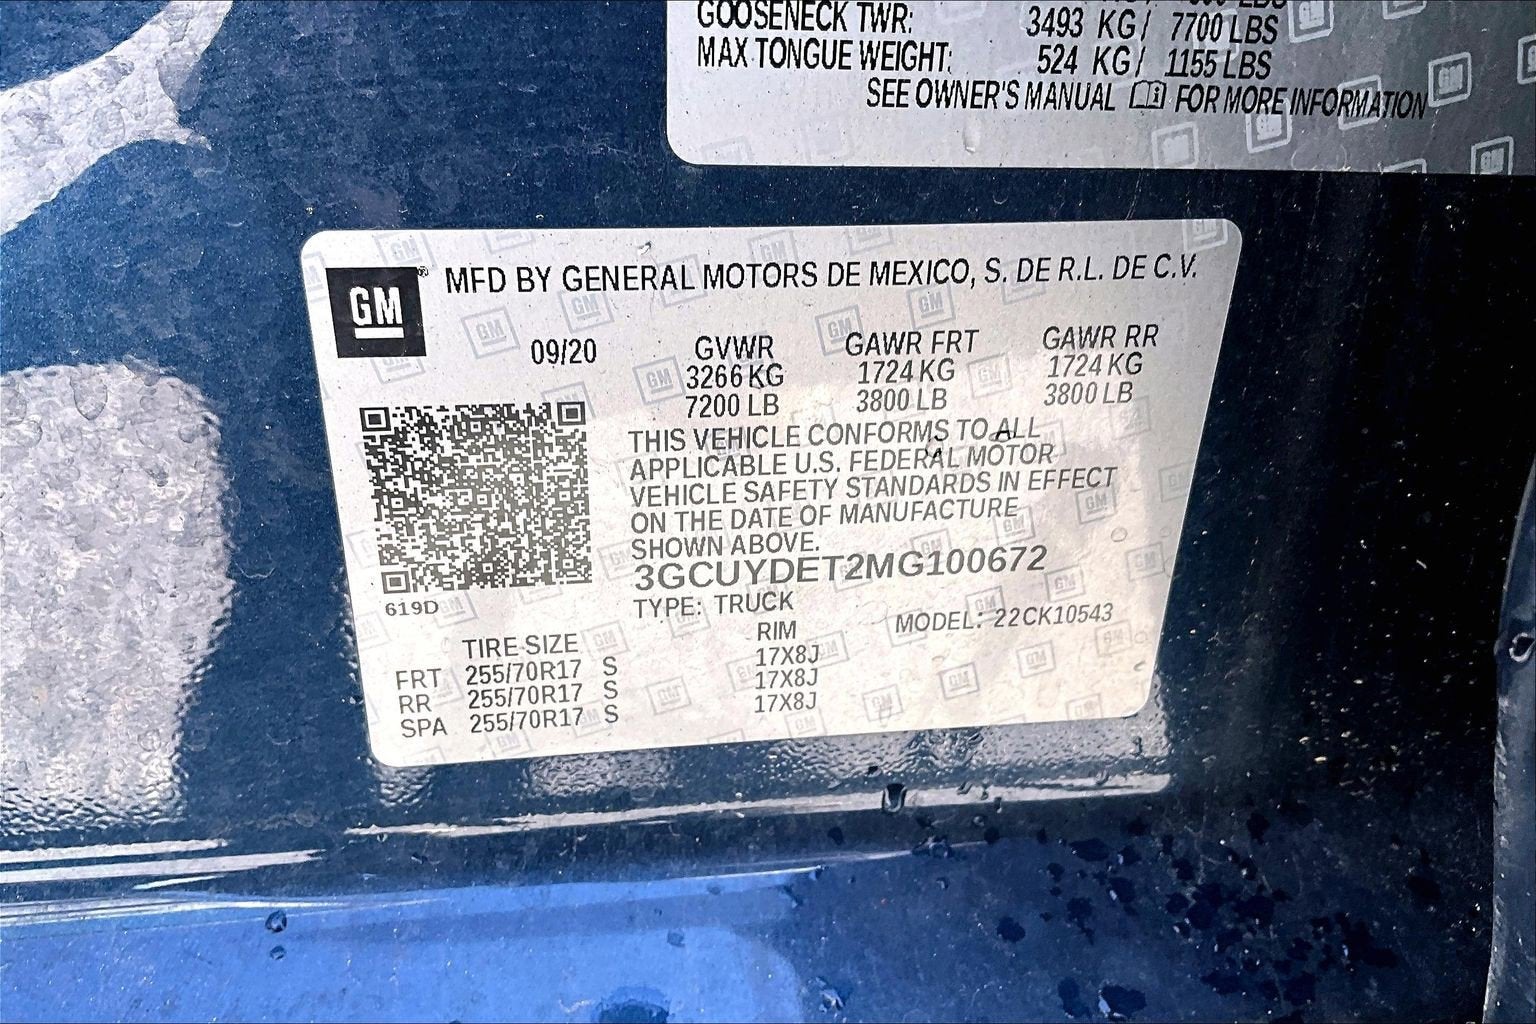 GOOSENECK TWR: 3493 KG/ 7700 LBS
MAX TONGUE WEIGHT: 524 KG/ 1155 LBS
SEE OWNER'S MANUAL FOR MORE INFORMATION
GM® MFD BY GENERAL MOTORS DE MEXICO, S. DE R.L. DE C.V.
09/20 GVWR GAWR FRT GAWR RR
3266 KG 1724 KG 1724 KG
7200 LB 3800 LB 3800 LB
THIS VEHICLE CONFORMS TO ALL
APPLICABLE U.S. FEDERAL MOTOR
VEHICLE SAFETY STANDARDS IN EFFECT
ON THE DATE OF MANUFACTURE
SHOWN ABOVE.
3GCUYDET2MG100672
619D
TYPE: TRUCK MODEL: 22CK10543
TIRE SIZE RIM
FRT 255/70R17 S 17X8J
RR 255/70R17 S 17X8J
SPA 255/70R17 S 17X8J